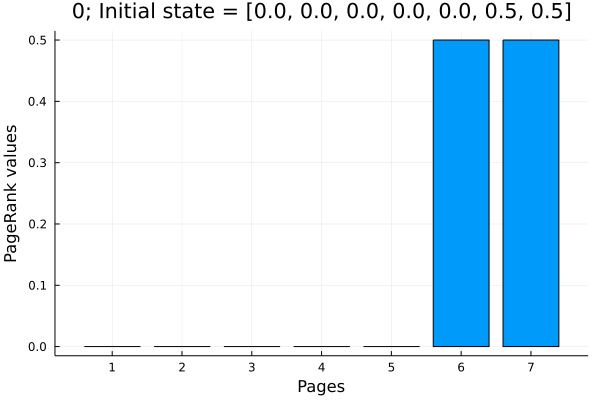 0; Initial state = [0.0, 0.0, 0.0, 0.0, 0.0, 0.5, 0.5]
PageRank values
0.5
0.4
0.3
0.2
0.1
0.0
1 2 3 4 5 6 7
Pages